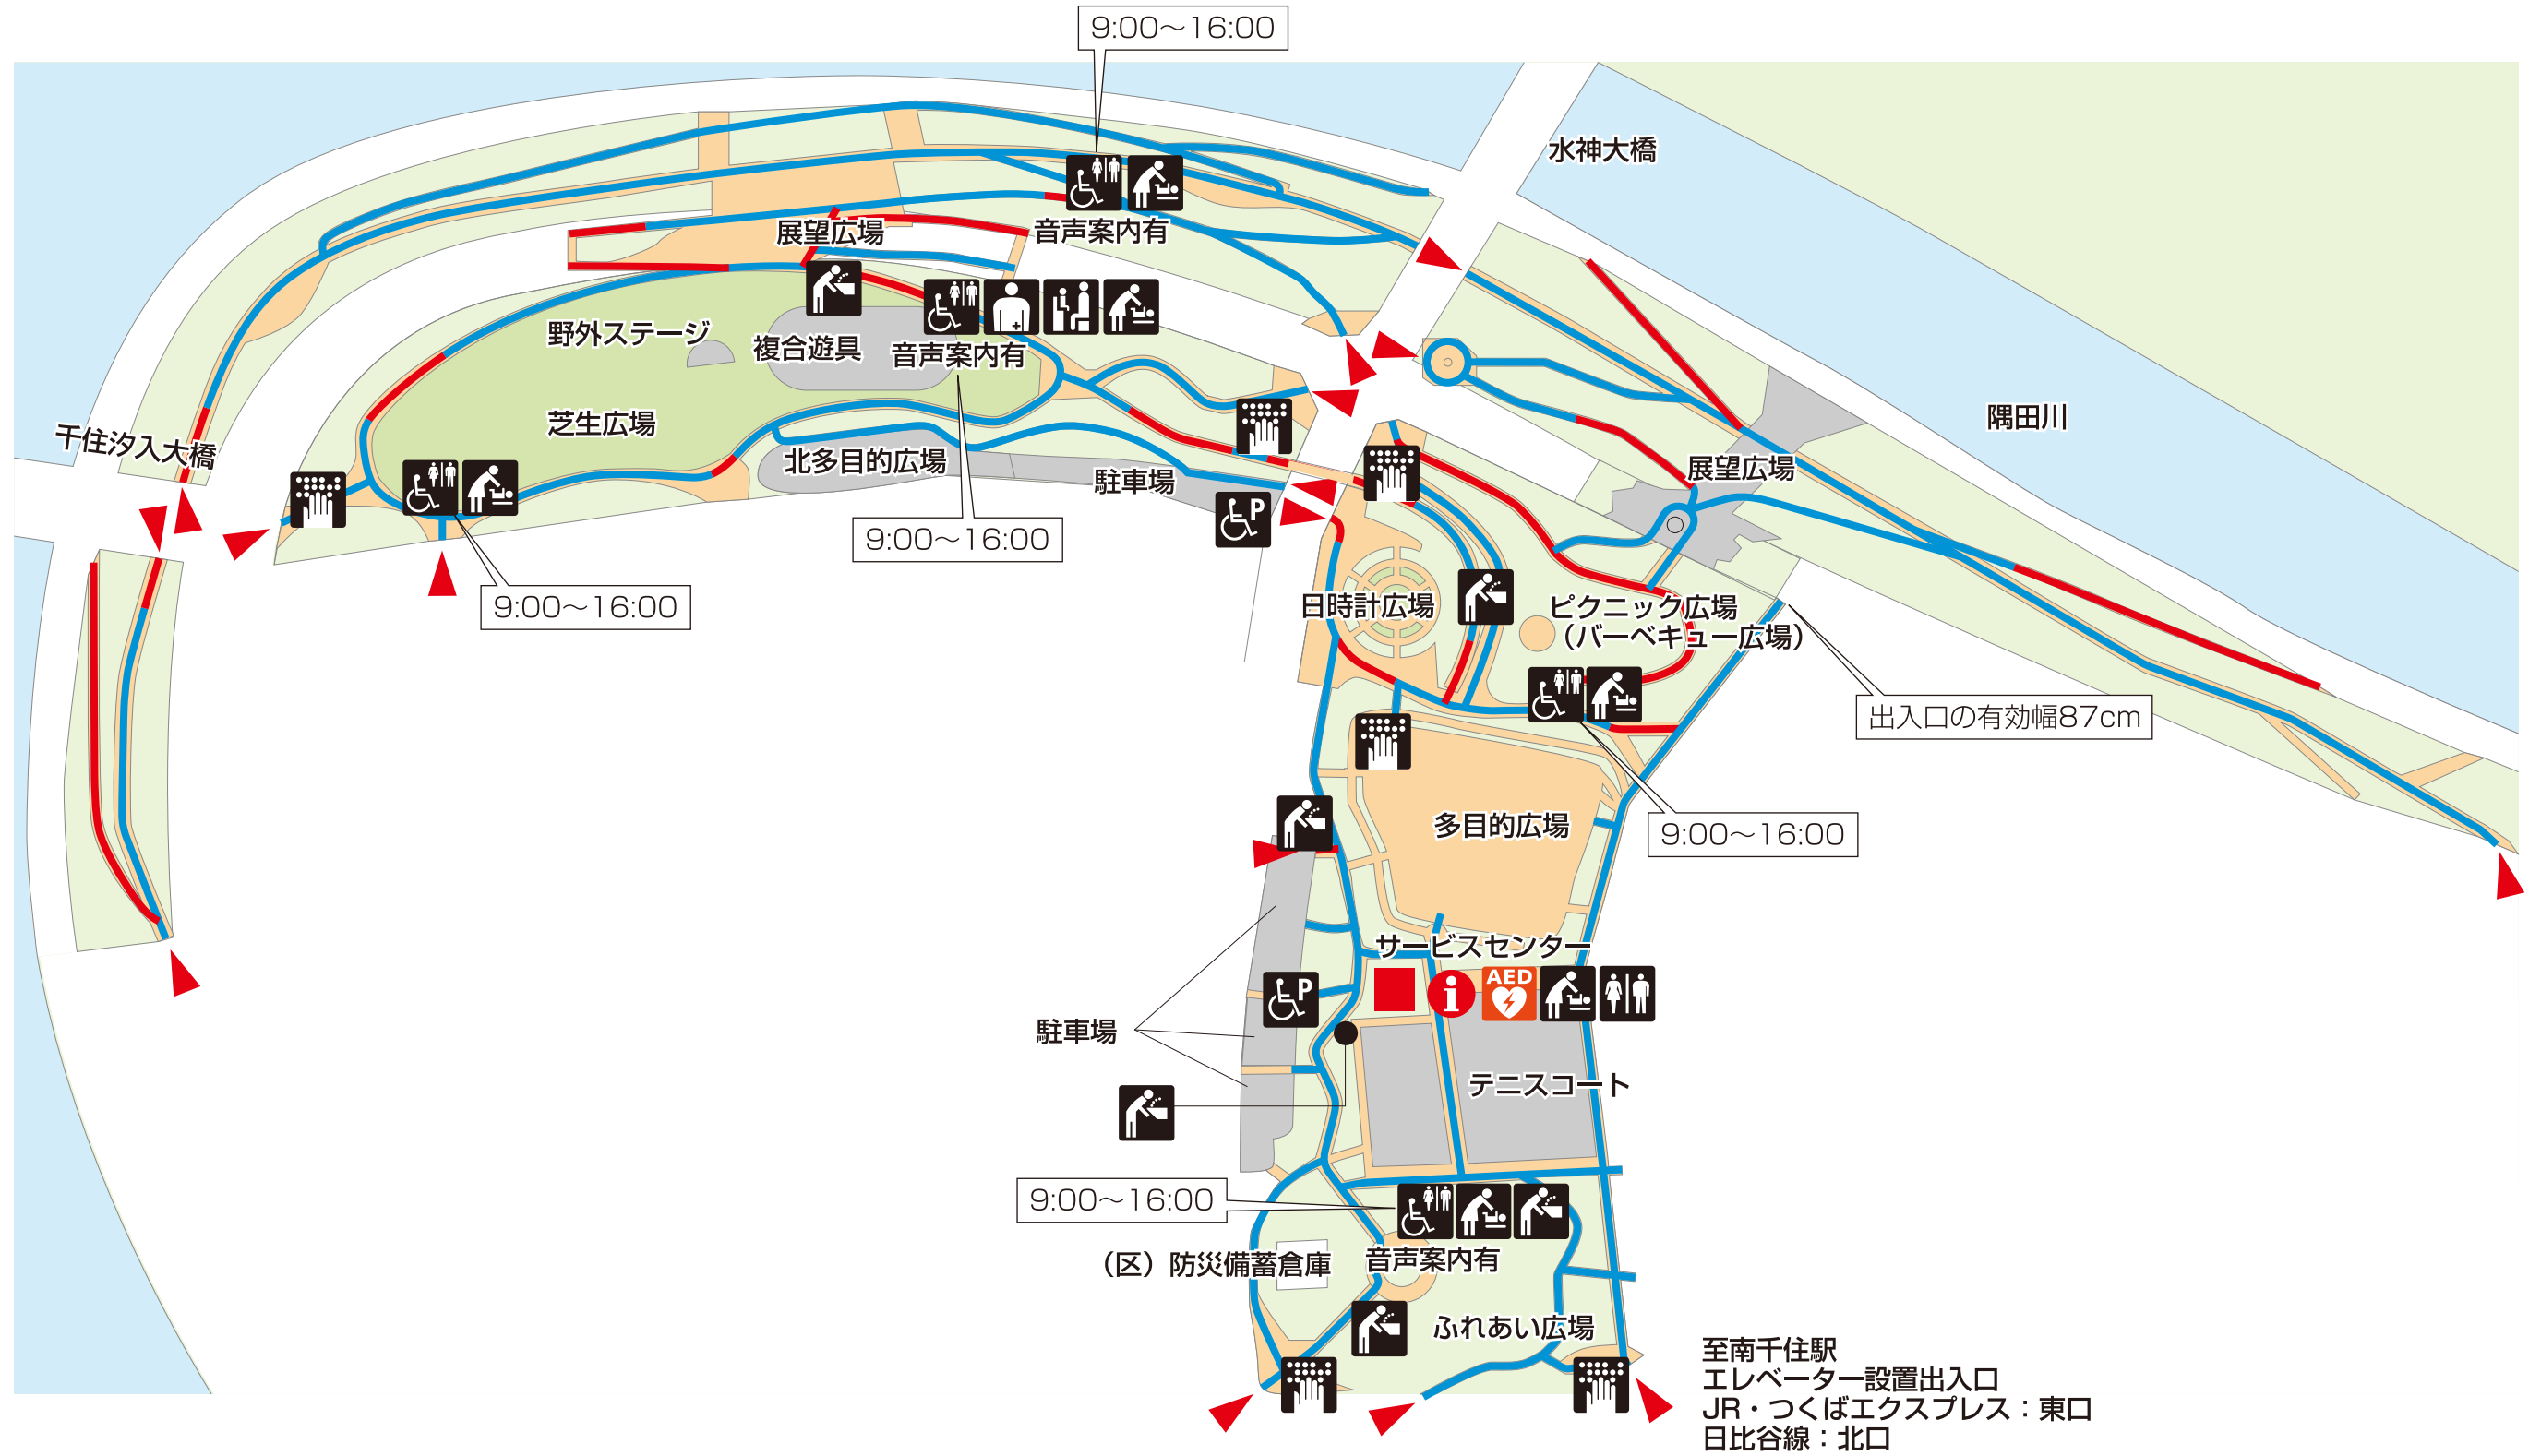 9:00～16:00
水神大橋
隅田川
展望広場
音声案内有
野外ステージ
複合遊具
音声案内有
芝生広場
千住汐入大橋
北多目的広場
駐車場
P
9:00～16:00
9:00～16:00
展望広場
日時計広場
ピクニック広場
（バーベキュー広場）
出入口の有効幅87cm
9:00～16:00
多目的広場
サービスセンター
i
AED
P
駐車場
テニスコート
9:00～16:00
（区）防災備蓄倉庫
音声案内有
ふれあい広場
至南千住駅
エレベーター設置出入口
JR・つくばエクスプレス：東口
日比谷線：北口